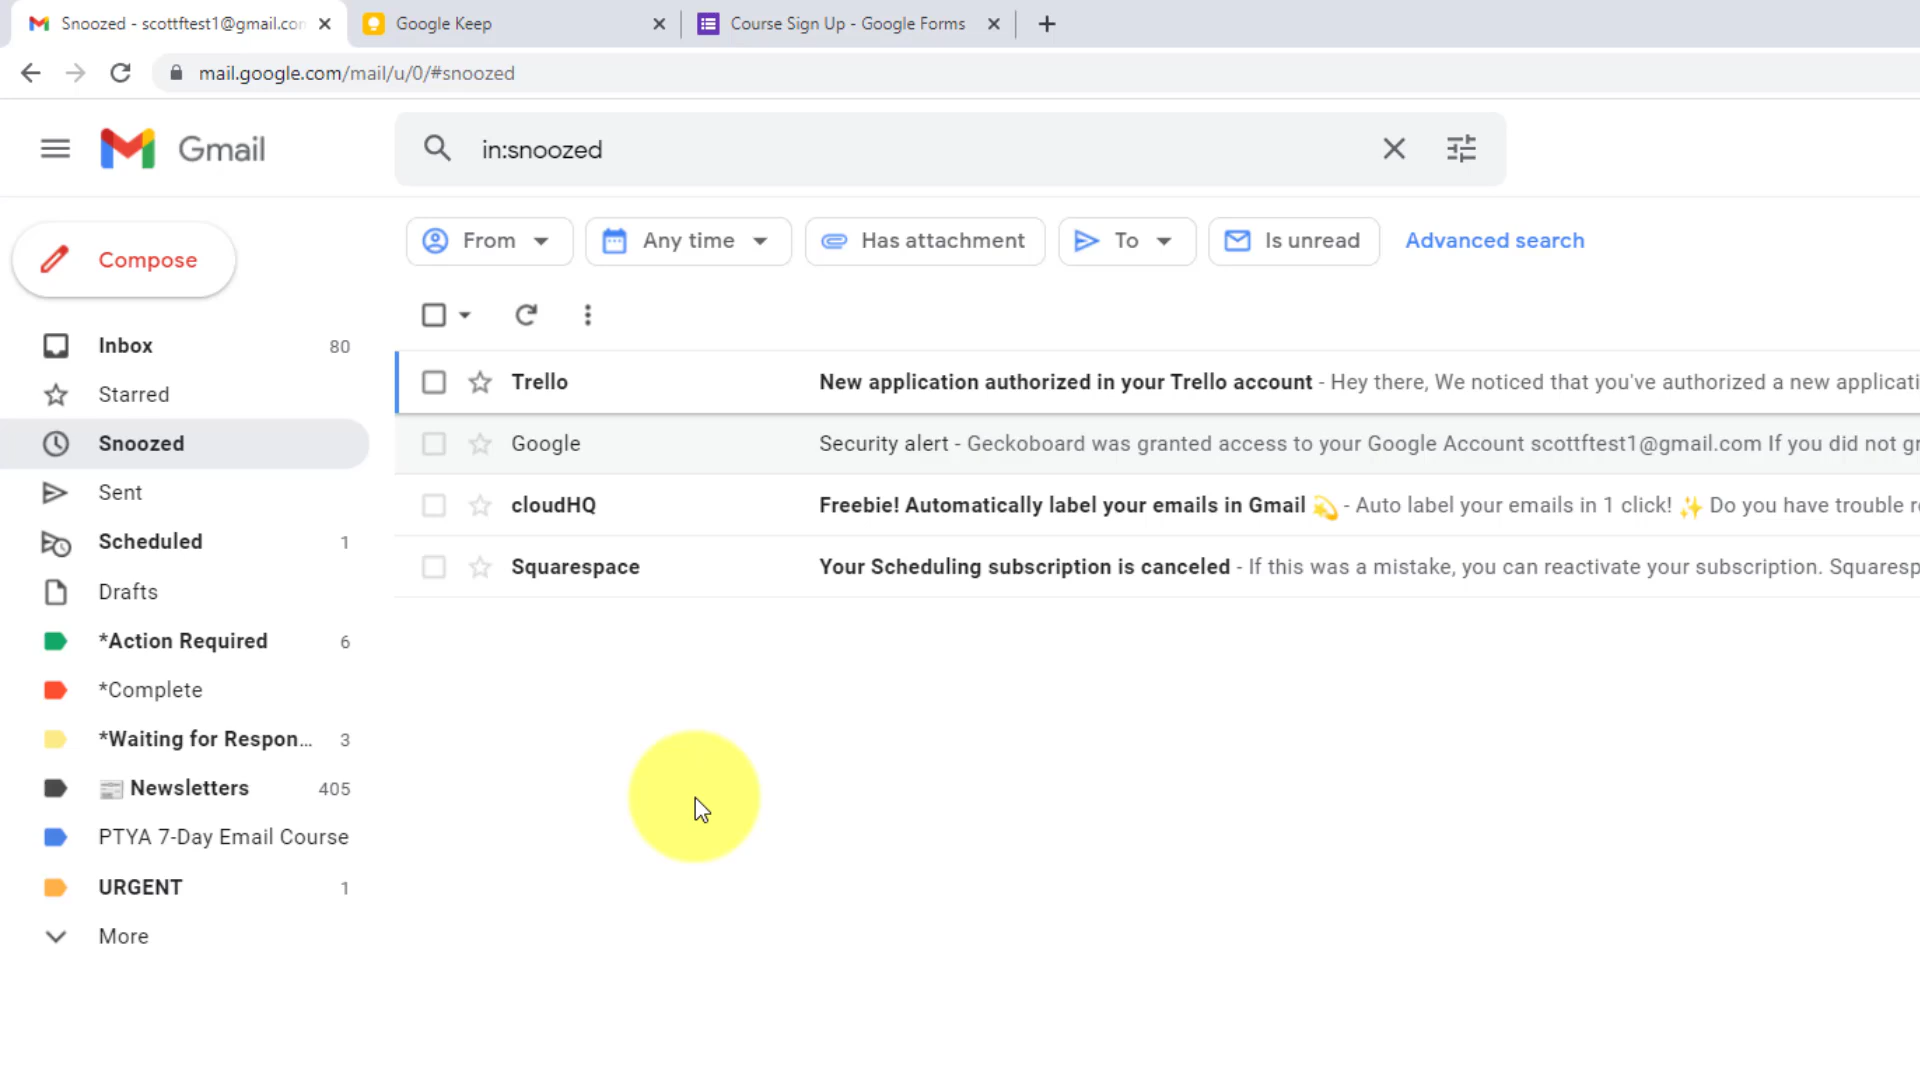 Snoozed - scottftest1@gmail.com
Google Keep
Course Sign Up - Google Forms
mail.google.com/mail/u/0/#snoozed
Gmail
in:snoozed
Compose
From
Any time
Has attachment
To
Is unread
Advanced search
Inbox 80
Starred
Snoozed
Sent
Scheduled 1
Drafts
*Action Required 6
*Complete
*Waiting for Respon... 3
Newsletters 405
PTYA 7-Day Email Course
URGENT 1
More
Trello New application authorized in your Trello account - Hey there, We noticed that you've authorized a new applicati
Google Security alert - Geckoboard was granted access to your Google Account scottftest1@gmail.com If you did not gr
cloudHQ Freebie! Automatically label your emails in Gmail 💫 - Auto label your emails in 1 click! ✨ Do you have trouble r
Squarespace Your Scheduling subscription is canceled - If this was a mistake, you can reactivate your subscription. Squaresp